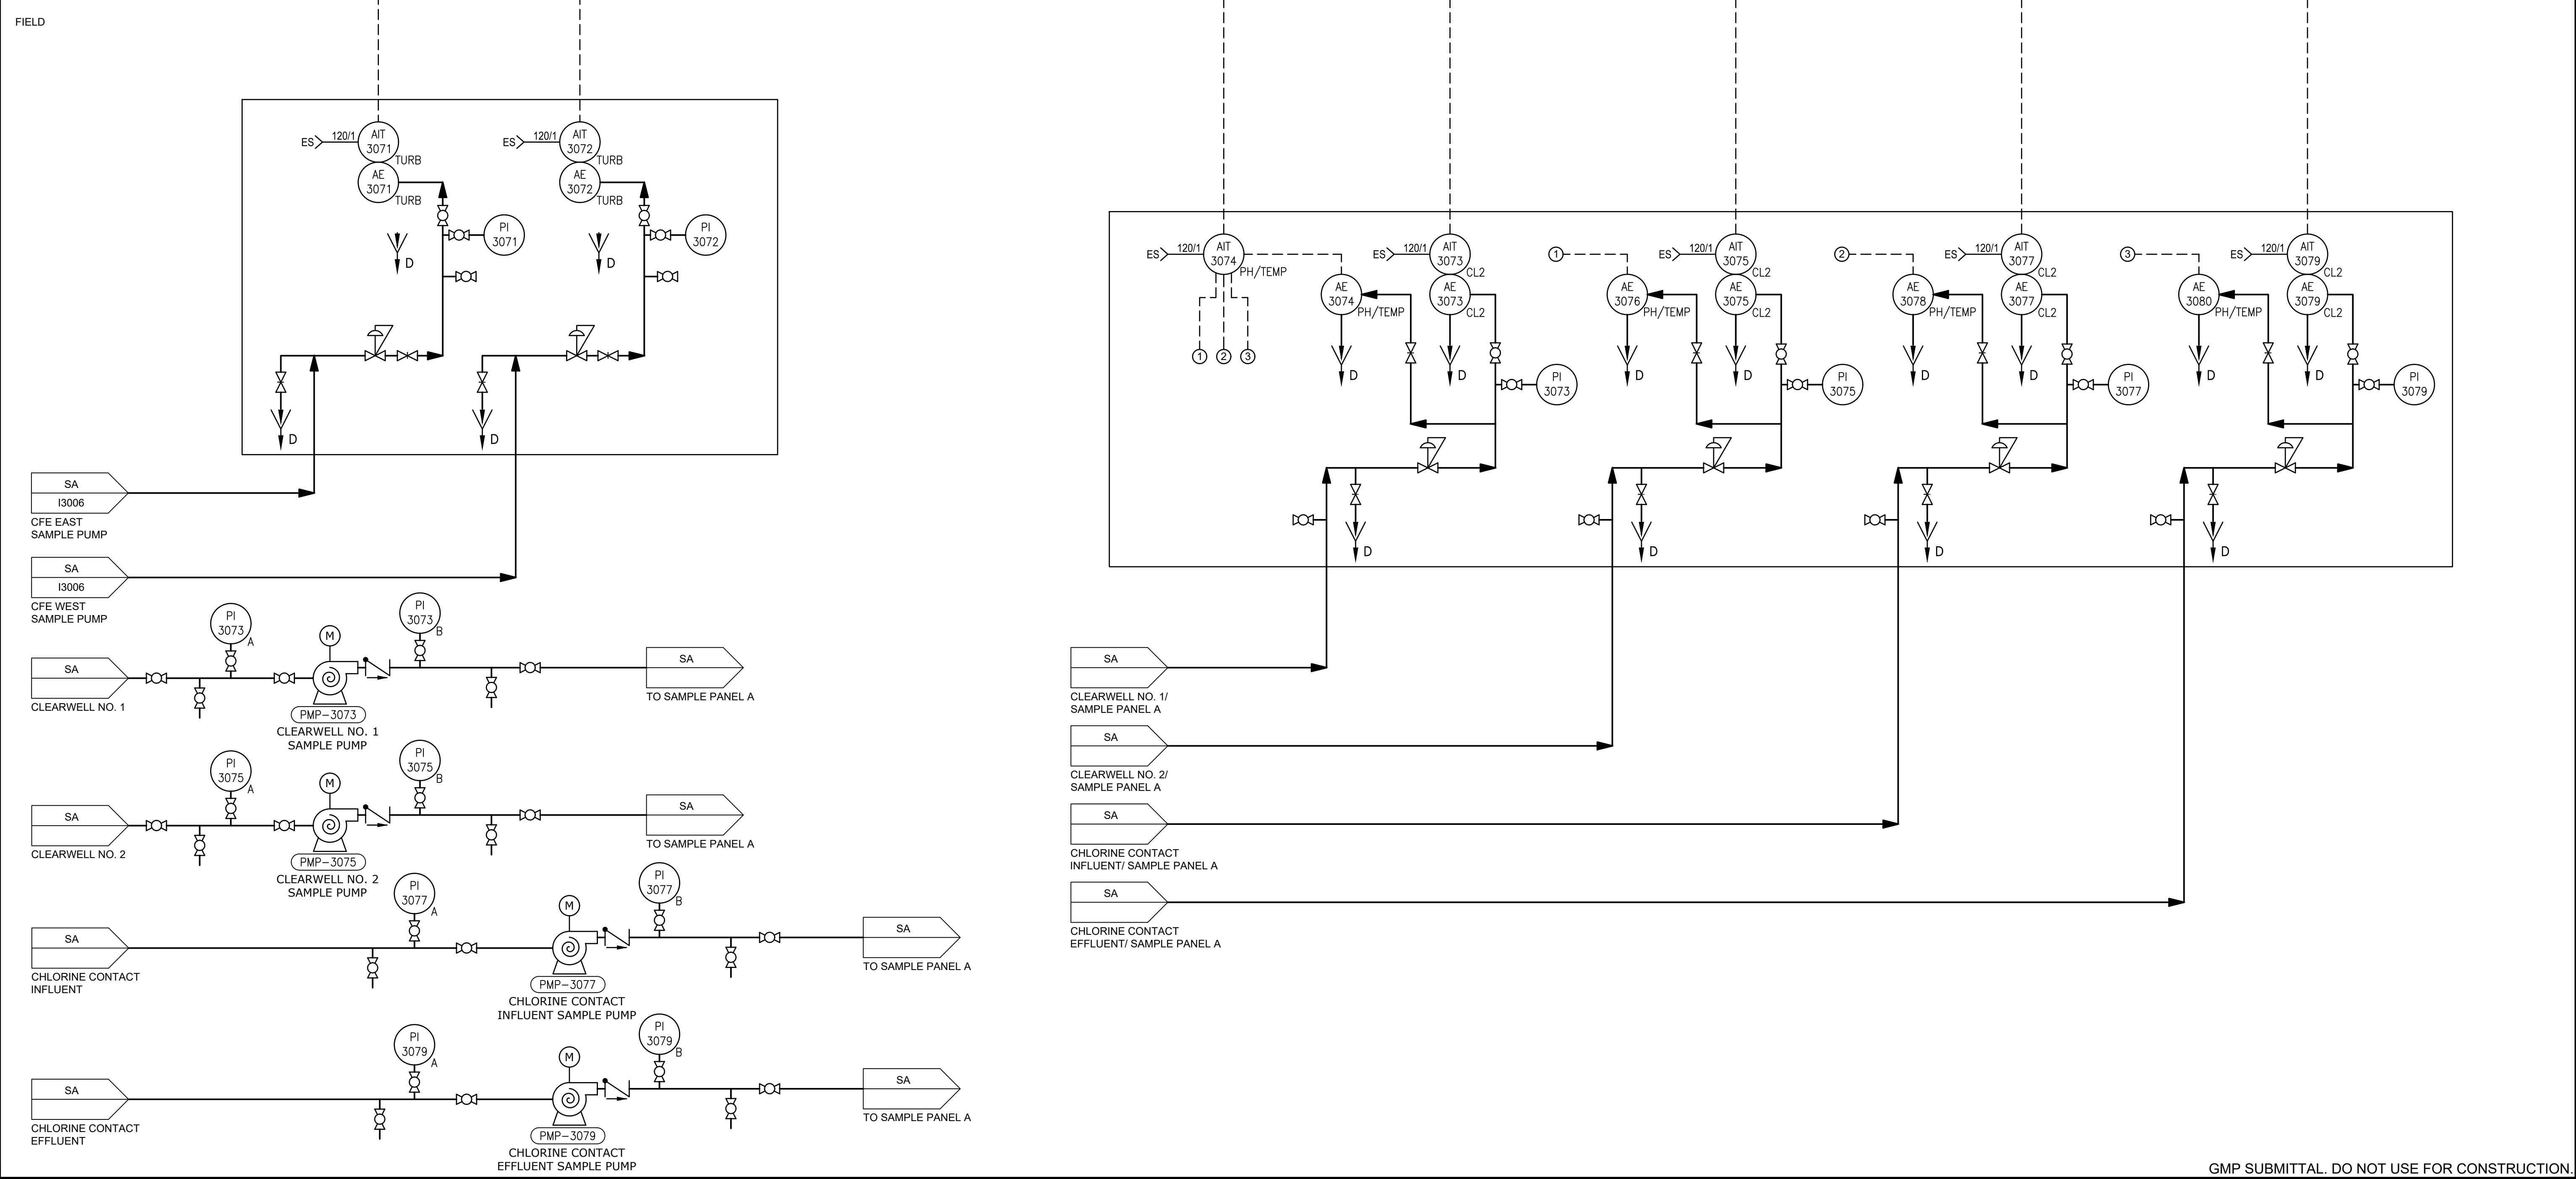 FIELD
ES
120/1
AIT
3071
TURB
AE
3071
TURB
PI
3071
D
D
ES
120/1
AIT
3072
TURB
AE
3072
TURB
PI
3072
D
D
SA
I3006
CFE EAST
SAMPLE PUMP
SA
I3006
CFE WEST
SAMPLE PUMP
SA
CLEARWELL NO. 1
PI
3073
A
M
PMP-3073
CLEARWELL NO. 1
SAMPLE PUMP
PI
3073
B
SA
TO SAMPLE PANEL A
SA
CLEARWELL NO. 2
PI
3075
A
M
PMP-3075
CLEARWELL NO. 2
SAMPLE PUMP
PI
3075
B
SA
TO SAMPLE PANEL A
SA
CHLORINE CONTACT
INFLUENT
PI
3077
A
M
PMP-3077
CHLORINE CONTACT
INFLUENT SAMPLE PUMP
PI
3077
B
SA
TO SAMPLE PANEL A
SA
CHLORINE CONTACT
EFFLUENT
PI
3079
A
M
PMP-3079
CHLORINE CONTACT
EFFLUENT SAMPLE PUMP
PI
3079
B
SA
TO SAMPLE PANEL A
ES
120/1
AIT
3074
PH/TEMP
1
2
3
AE
3074
PH/TEMP
D
ES
120/1
AIT
3073
CL2
AE
3073
CL2
D
PI
3073
D
1
AE
3076
PH/TEMP
D
ES
120/1
AIT
3075
CL2
AE
3075
CL2
D
PI
3075
D
2
AE
3078
PH/TEMP
D
ES
120/1
AIT
3077
CL2
AE
3077
CL2
D
PI
3077
D
3
AE
3080
PH/TEMP
D
ES
120/1
AIT
3079
CL2
AE
3079
CL2
D
PI
3079
D
SA
CLEARWELL NO. 1/
SAMPLE PANEL A
SA
CLEARWELL NO. 2/
SAMPLE PANEL A
SA
CHLORINE CONTACT
INFLUENT/ SAMPLE PANEL A
SA
CHLORINE CONTACT
EFFLUENT/ SAMPLE PANEL A
GMP SUBMITTAL. DO NOT USE FOR CONSTRUCTION.